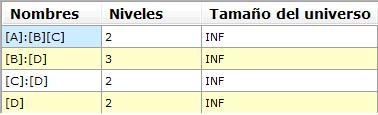 Nombres Niveles Tamaño del universo
[A]:[B][C] 2 INF
[B]:[D] 3 INF
[C]:[D] 2 INF
[D] 2 INF